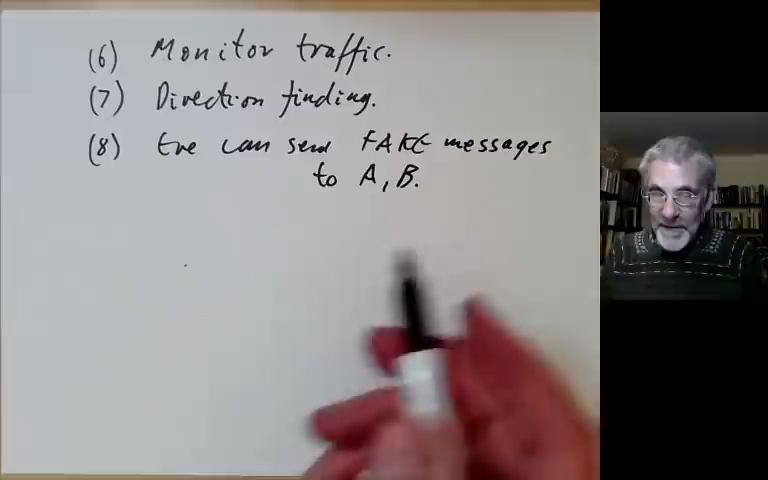 (6) Monitor traffic.
(7) Direction finding.
(8) Eve can send FAKE messages
to A, B.